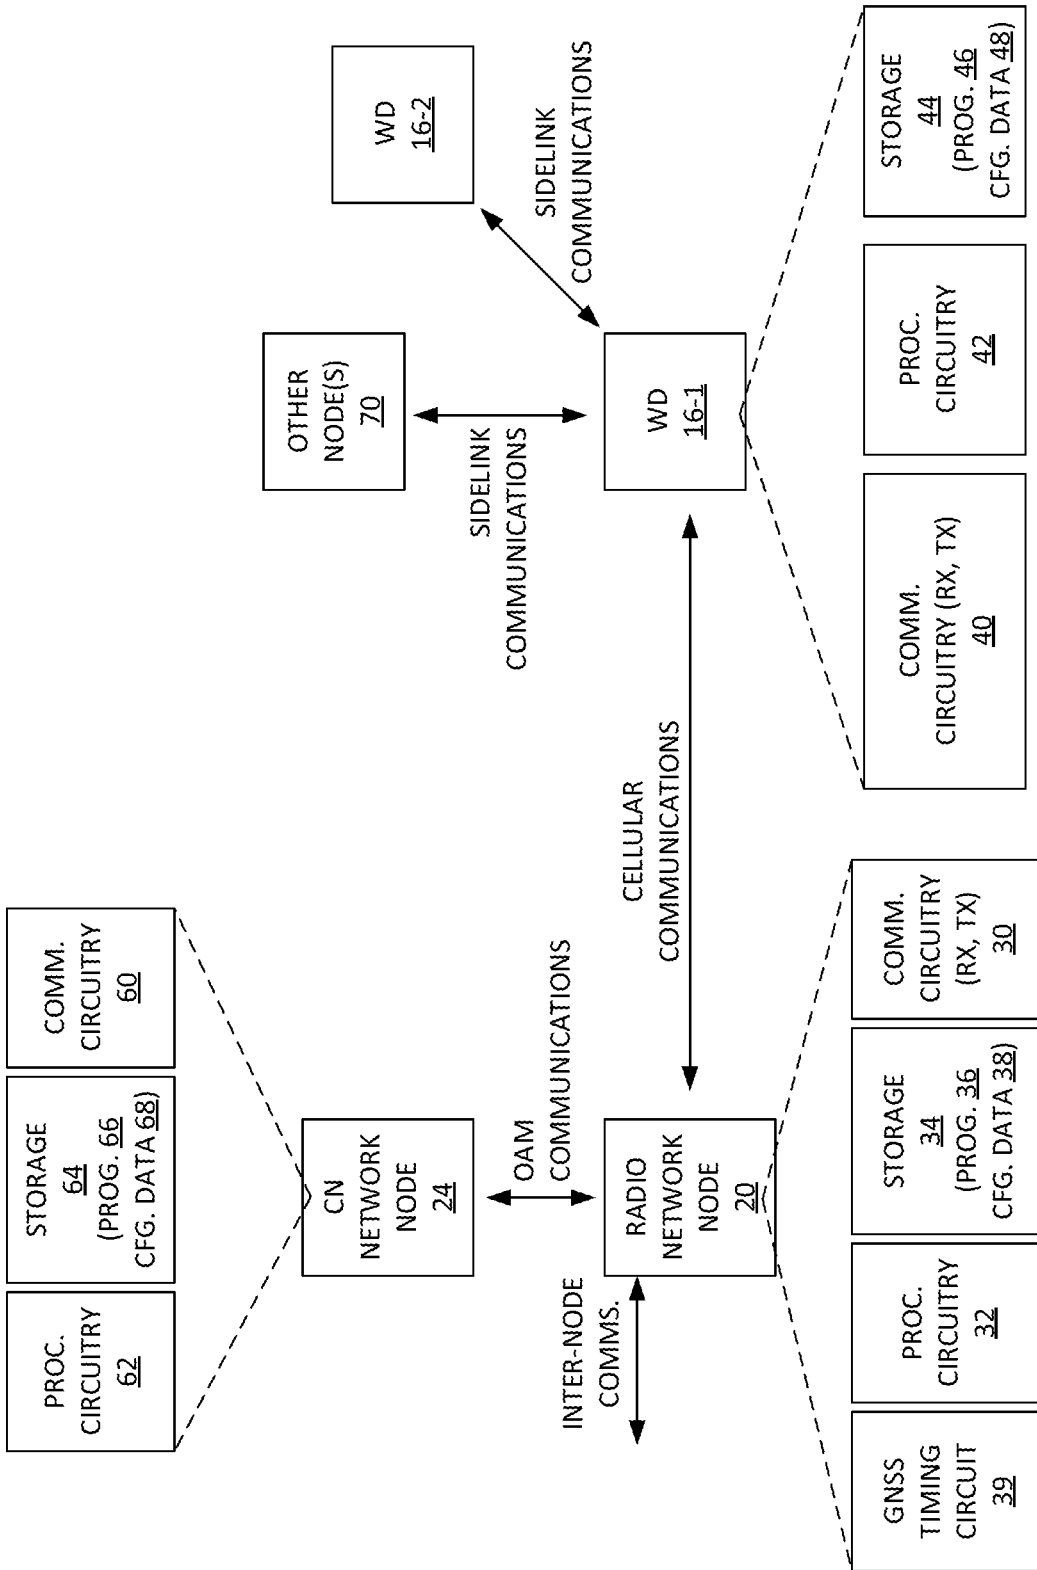 PROC.
CIRCUITRY
62
STORAGE
64
(PROG. 66
CFG. DATA 68)
COMM.
CIRCUITRY
60
CN
NETWORK
NODE
24
OAM
COMMUNICATIONS
INTER-NODE
COMMS.
RADIO
NETWORK
NODE
20
CELLULAR
COMMUNICATIONS
OTHER
NODE(S)
70
SIDELINK
COMMUNICATIONS
WD
16-2
SIDELINK
COMMUNICATIONS
WD
16-1
GNSS
TIMING
CIRCUIT
39
PROC.
CIRCUITRY
32
STORAGE
34
(PROG. 36
CFG. DATA 38)
COMM.
CIRCUITRY
(RX, TX)
30
COMM.
CIRCUITRY (RX, TX)
40
PROC.
CIRCUITRY
42
STORAGE
44
(PROG. 46
CFG. DATA 48)